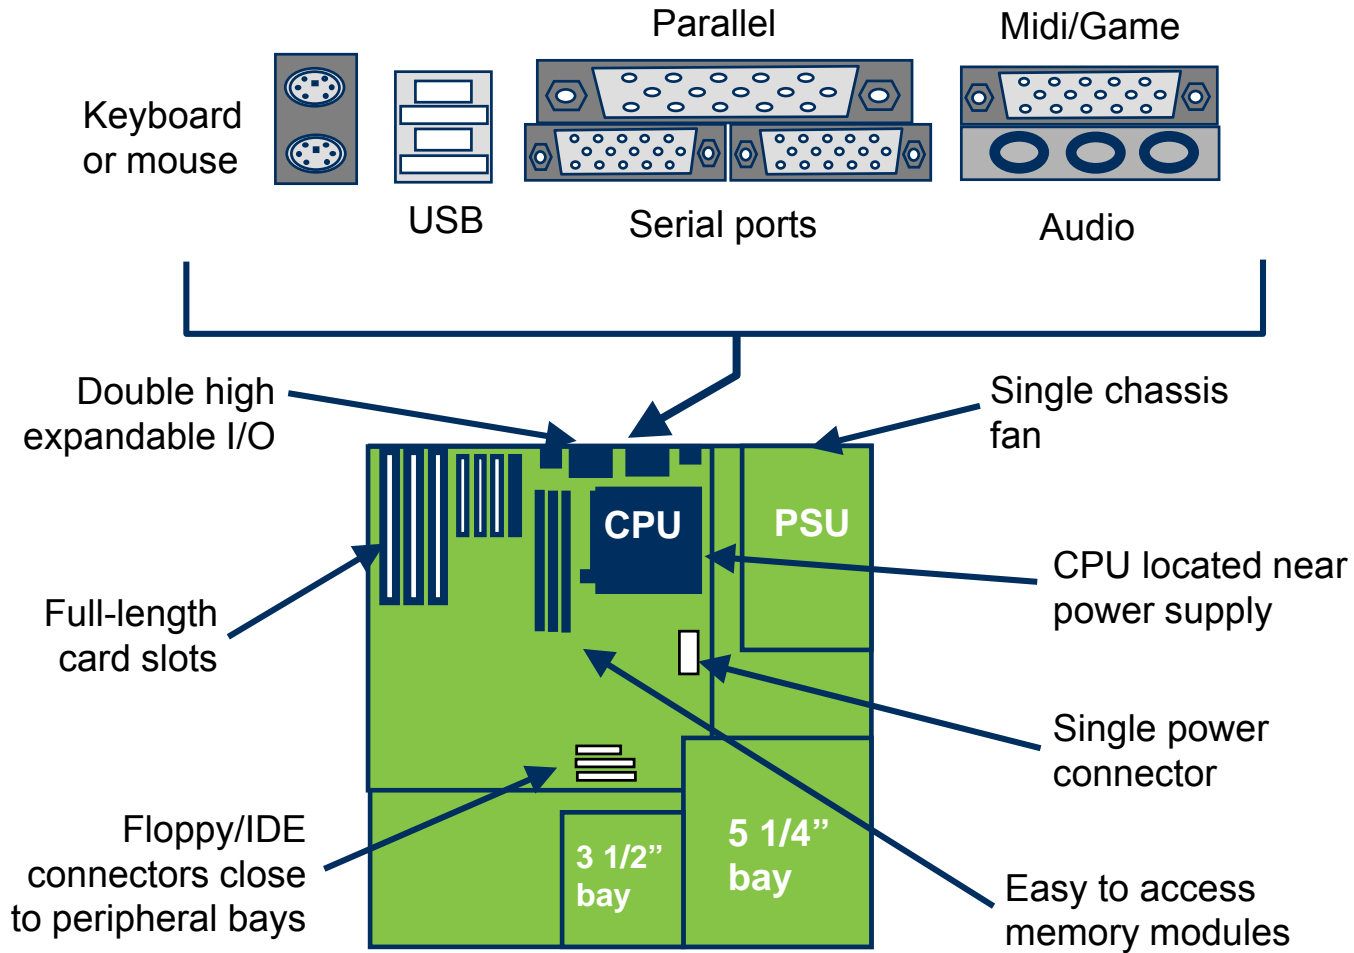 Parallel
Midi/Game
Keyboard
or mouse
USB
Serial ports
Audio
Double high
expandable I/O
Single chassis
fan
CPU
PSU
CPU located near
power supply
Full-length
card slots
Single power
connector
Floppy/IDE
connectors close
to peripheral bays
3 1/2”
bay
5 1/4”
bay
Easy to access
memory modules